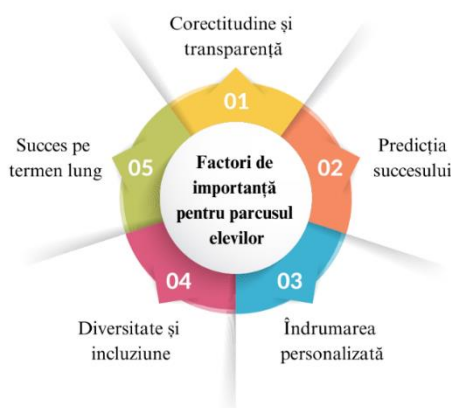 Corectitudine și
transparență
01
Predicția
succesului
02
Îndrumarea
personalizată
03
Diversitate și
incluziune
04
Succes pe
termen lung
05
Factori de
importanță
pentru parcusul
elevilor